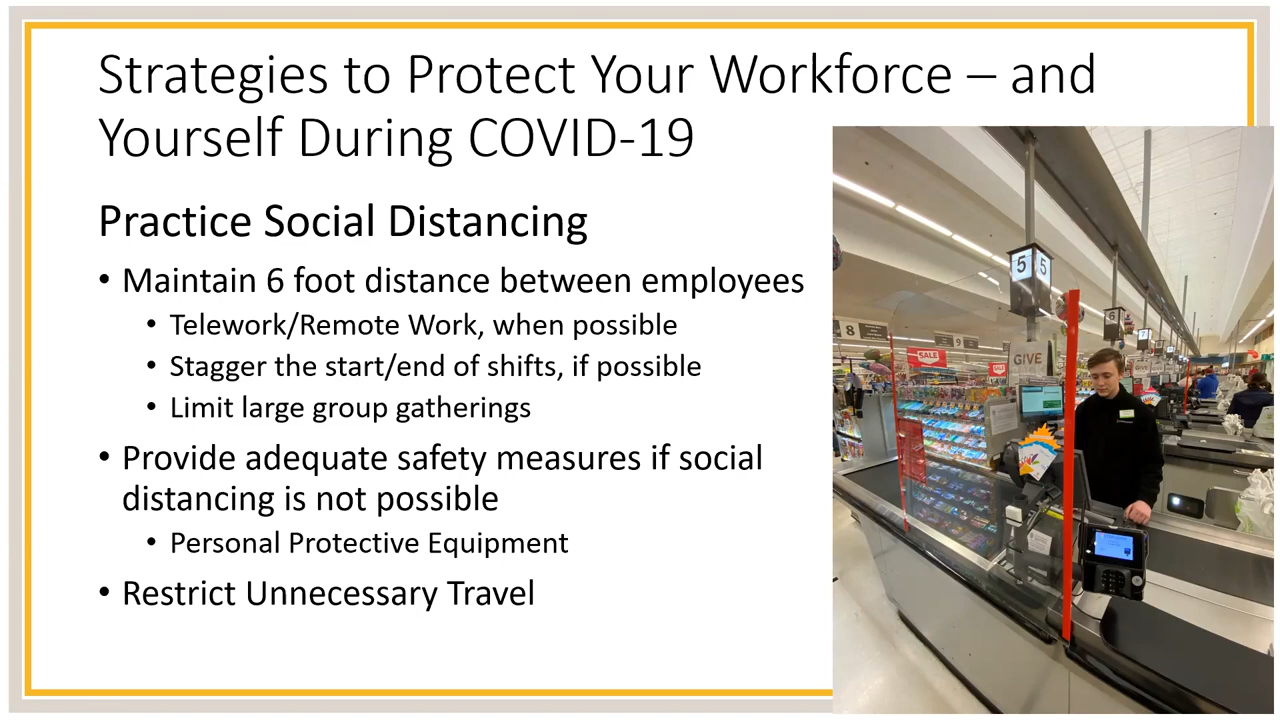 Strategies to Protect Your Workforce – and
Yourself During COVID-19
Practice Social Distancing
• Maintain 6 foot distance between employees
• Telework/Remote Work, when possible
• Stagger the start/end of shifts, if possible
• Limit large group gatherings
• Provide adequate safety measures if social
distancing is not possible
• Personal Protective Equipment
• Restrict Unnecessary Travel
5 5
6
7
8
9
SALE
SALE
GIVE